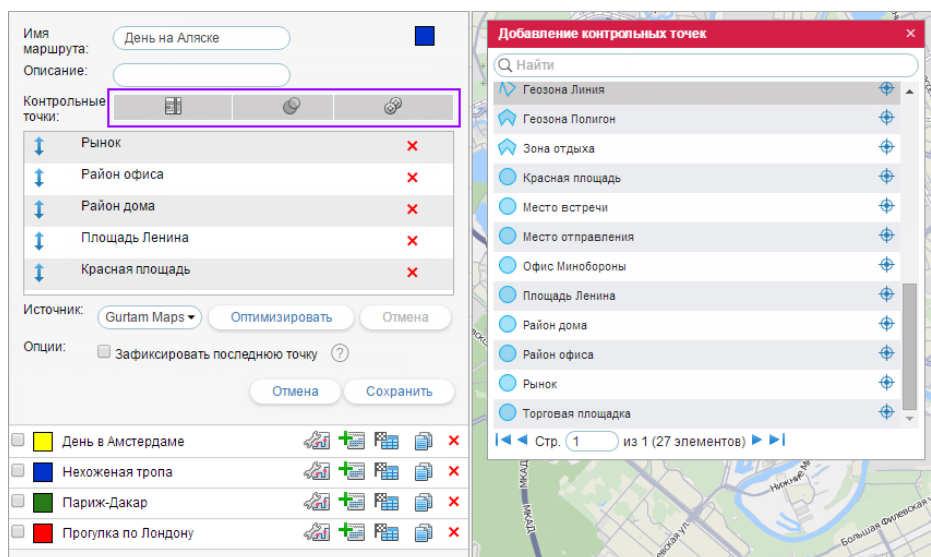 Имя
маршрута:
День на Аляске
Описание:
Контрольные
точки:
Рынок
Район офиса
Район дома
Площадь Ленина
Красная площадь
Источник:
Gurtam Maps
Оптимизировать
Отмена
Опции:
Зафиксировать последнюю точку ?
Отмена
Сохранить
День в Амстердаме
Нехоженая тропа
Париж-Дакар
Прогулка по Лондону
Добавление контрольных точек
Найти
Геозона Линия
Геозона Полигон
Зона отдыха
Красная площадь
Место встречи
Место отправления
Офис Минобороны
Площадь Ленина
Район дома
Район офиса
Рынок
Торговая площадка
Стр. 1 из 1 (27 элементов)
МКАД
МКАД
Большая Филевская